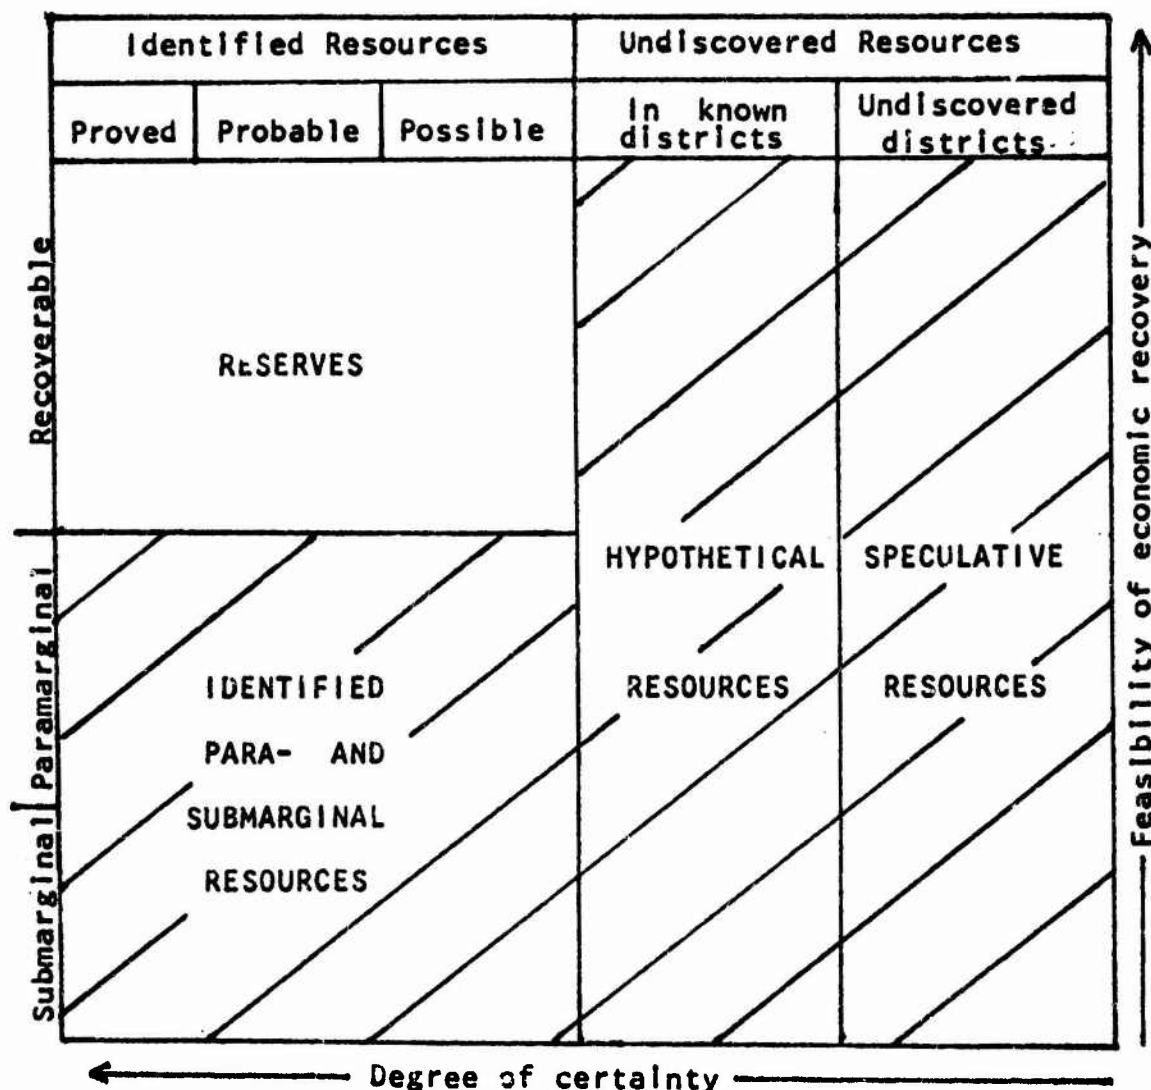 Identified Resources
Undiscovered Resources
Proved
Probable
Possible
In known
districts
Undiscovered
districts
Recoverable
Paramarginal
Submarginal
RESERVES
IDENTIFIED
PARA- AND
SUBMARGINAL
RESOURCES
HYPOTHETICAL
RESOURCES
SPECULATIVE
RESOURCES
Feasibility of economic recovery
Degree of certainty